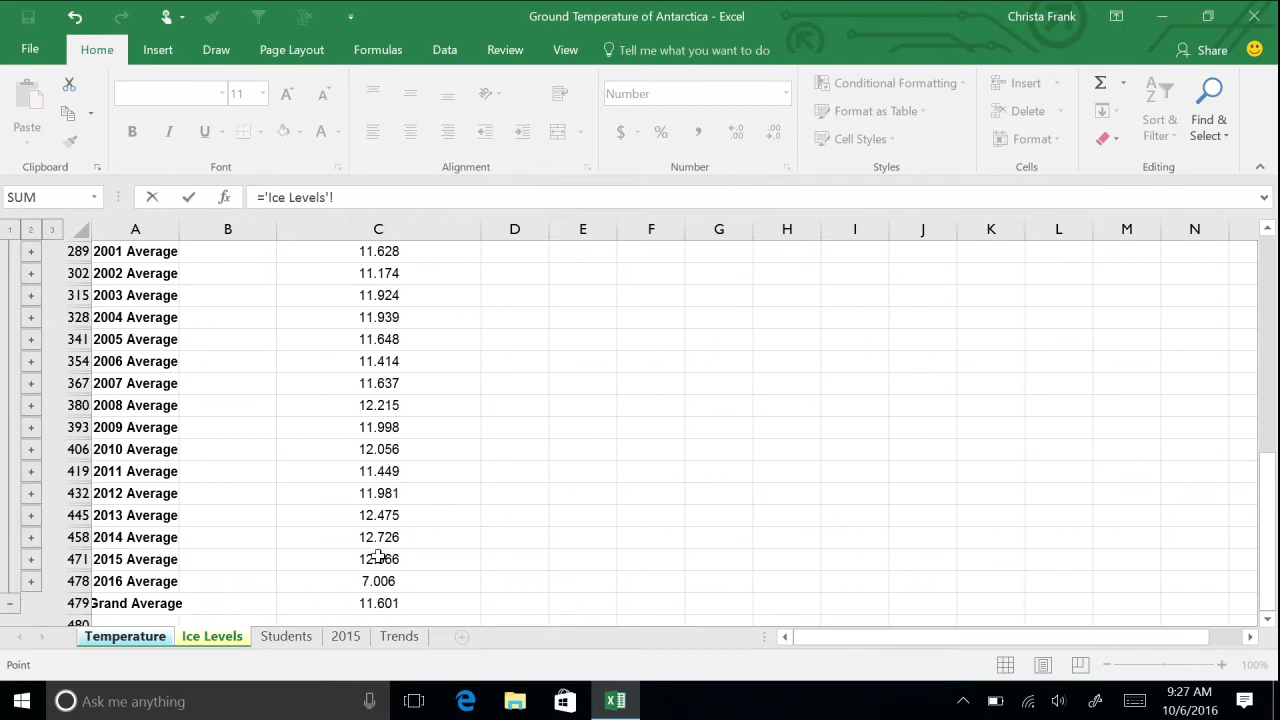 Ground Temperature of Antarctica - Excel
Christa Frank
File Home Insert Draw Page Layout Formulas Data Review View Tell me what you want to do Share
Paste
11
Number
Conditional Formatting
Format as Table
Cell Styles
Insert
Delete
Format
Sort & Filter
Find & Select
Clipboard Font Alignment Number Styles Cells Editing
SUM ='Ice Levels'!
1 2 3 A B C D E F G H I J K L M N
289 2001 Average 11.628
302 2002 Average 11.174
315 2003 Average 11.924
328 2004 Average 11.939
341 2005 Average 11.648
354 2006 Average 11.414
367 2007 Average 11.637
380 2008 Average 12.215
393 2009 Average 11.998
406 2010 Average 12.056
419 2011 Average 11.449
432 2012 Average 11.981
445 2013 Average 12.475
458 2014 Average 12.726
471 2015 Average
478 2016 Average 7.006
479 Grand Average 11.601
480
Temperature Ice Levels Students 2015 Trends
Point 100%
Ask me anything
9:27 AM
10/6/2016